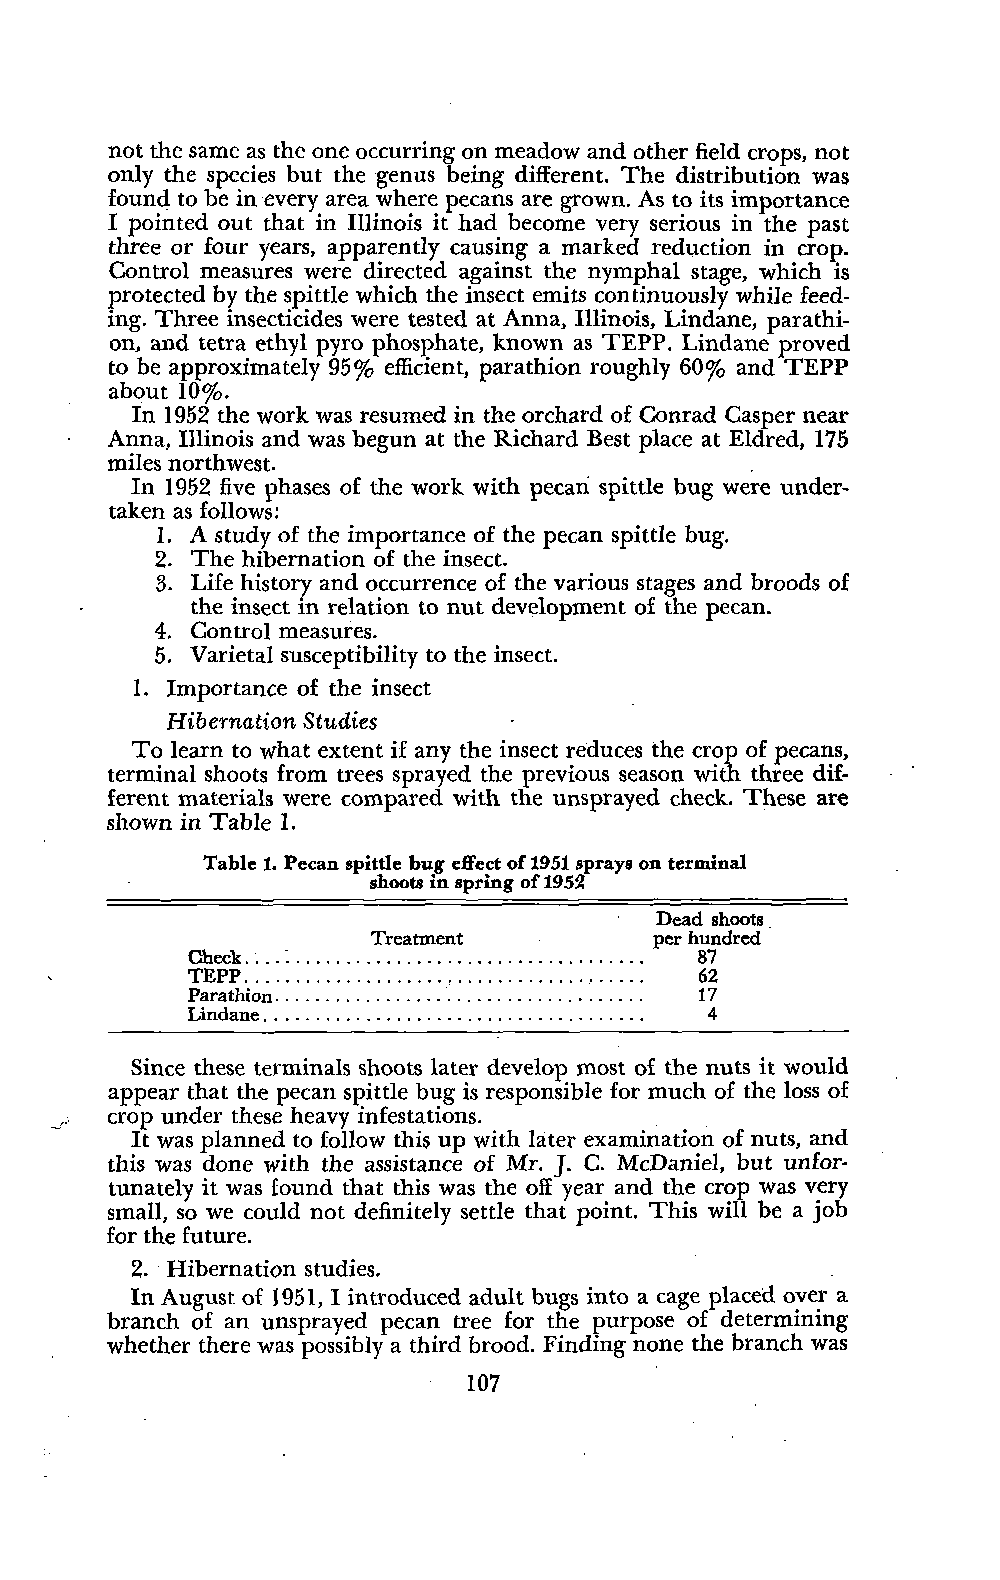 not the same as the one occurring on meadow and other field crops, not
only the species but the genus being different. The distribution was
found to be in every area where pecans are grown. As to its importance
I pointed out that in Illinois it had become very serious in the past
three or four years, apparently causing a marked reduction in crop.
Control measures were directed against the nymphal stage, which is
protected by the spittle which the insect emits continuously while feed-
ing. Three insecticides were tested at Anna, Illinois, Lindane, parathi-
on, and tetra ethyl pyro phosphate, known as TEPP. Lindane proved
to be approximately 95% efficient, parathion roughly 60% and TEPP
about 10%.
In 1952 the work was resumed in the orchard of Conrad Casper near
Anna, Illinois and was begun at the Richard Best place at Eldred, 175
miles northwest.
In 1952 five phases of the work with pecan spittle bug were under-
taken as follows:
1. A study of the importance of the pecan spittle bug.
2. The hibernation of the insect.
3. Life history and occurrence of the various stages and broods of
the insect in relation to nut development of the pecan.
4. Control measures.
5. Varietal susceptibility to the insect.
1. Importance of the insect
Hibernation Studies
To learn to what extent if any the insect reduces the crop of pecans,
terminal shoots from trees sprayed the previous season with three dif-
ferent materials were compared with the unsprayed check. These are
shown in Table 1.
Table 1. Pecan spittle bug effect of 1951 sprays on terminal
shoots in spring of 1952
Dead shoots
Treatment per hundred
Check........................................ 87
TEPP........................................ 62
Parathion..................................... 17
Lindane...................................... 4
Since these terminals shoots later develop most of the nuts it would
appear that the pecan spittle bug is responsible for much of the loss of
crop under these heavy infestations.
It was planned to follow this up with later examination of nuts, and
this was done with the assistance of Mr. J. C. McDaniel, but unfor-
tunately it was found that this was the off year and the crop was very
small, so we could not definitely settle that point. This will be a job
for the future.
2. Hibernation studies.
In August of 1951, I introduced adult bugs into a cage placed over a
branch of an unsprayed pecan tree for the purpose of determining
whether there was possibly a third brood. Finding none the branch was
107